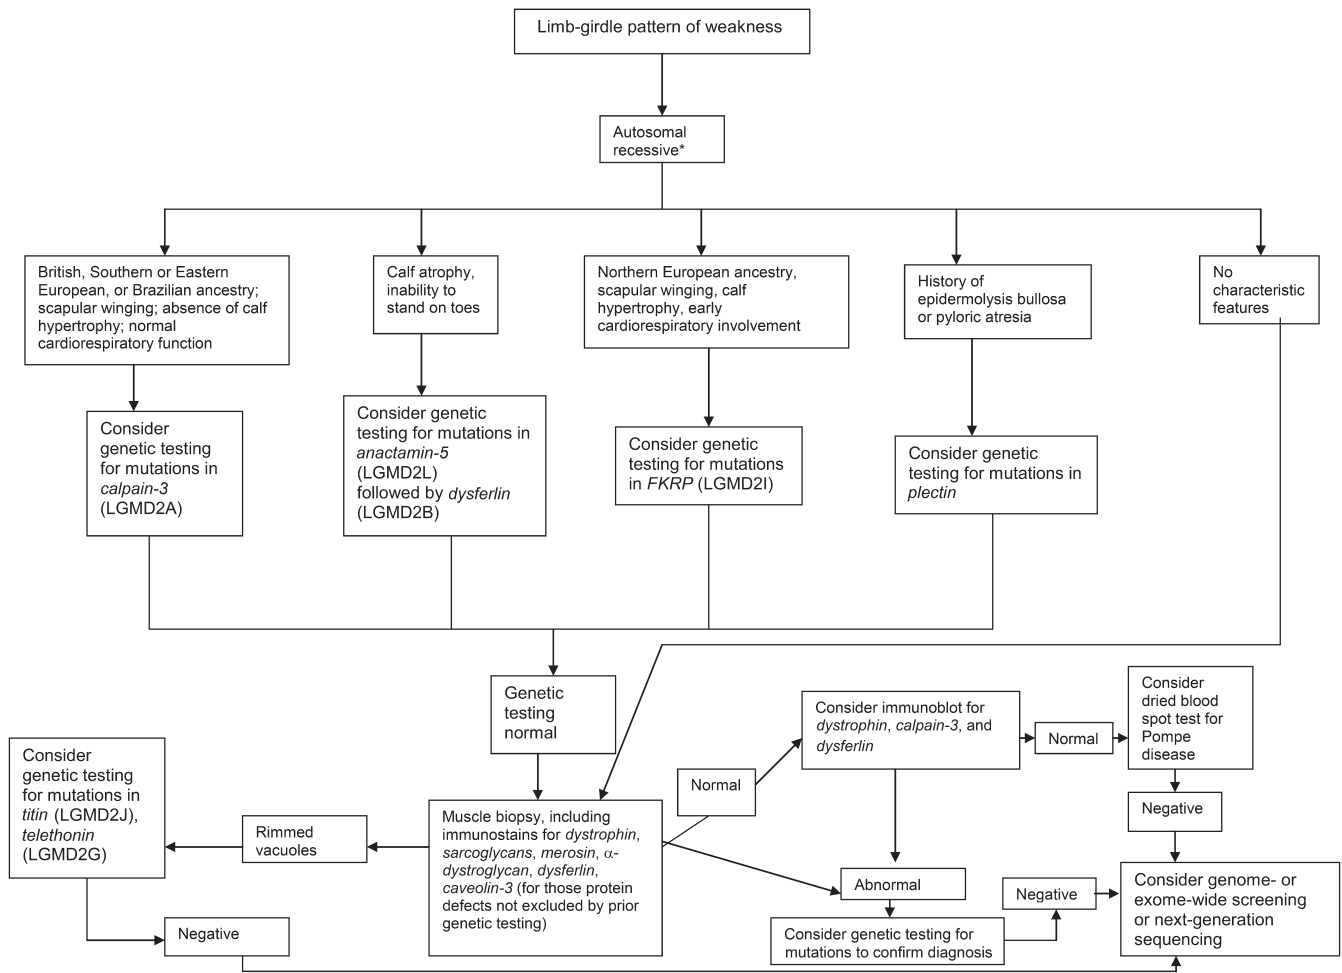 Limb-girdle pattern of weakness
Autosomal
recessive*
British, Southern or Eastern
European, or Brazilian ancestry;
scapular winging; absence of calf
hypertrophy; normal
cardiorespiratory function
Calf atrophy,
inability to
stand on toes
Northern European ancestry,
scapular winging, calf
hypertrophy, early
cardiorespiratory involvement
History of
epidermolysis bullosa
or pyloric atresia
No
characteristic
features
Consider
genetic testing
for mutations in
calpain-3
(LGMD2A)
Consider genetic
testing for mutations in
anactamin-5
(LGMD2L)
followed by dysferlin
(LGMD2B)
Consider genetic
testing for mutations
in FKRP (LGMD2I)
Consider genetic
testing for mutations in
plectin
Genetic
testing
normal
Muscle biopsy, including
immunostains for dystrophin,
sarcoglycans, merosin, α-
dystroglycan, dysferlin,
caveolin-3 (for those protein
defects not excluded by prior
genetic testing)
Rimmed
vacuoles
Consider
genetic testing
for mutations in
titin (LGMD2J),
telethonin
(LGMD2G)
Negative
Normal
Consider immunoblot for
dystrophin, calpain-3, and
dysferlin
Normal
Consider
dried blood
spot test for
Pompe
disease
Negative
Abnormal
Consider genetic testing for
mutations to confirm diagnosis
Negative
Consider genome- or
exome-wide screening
or next-generation
sequencing